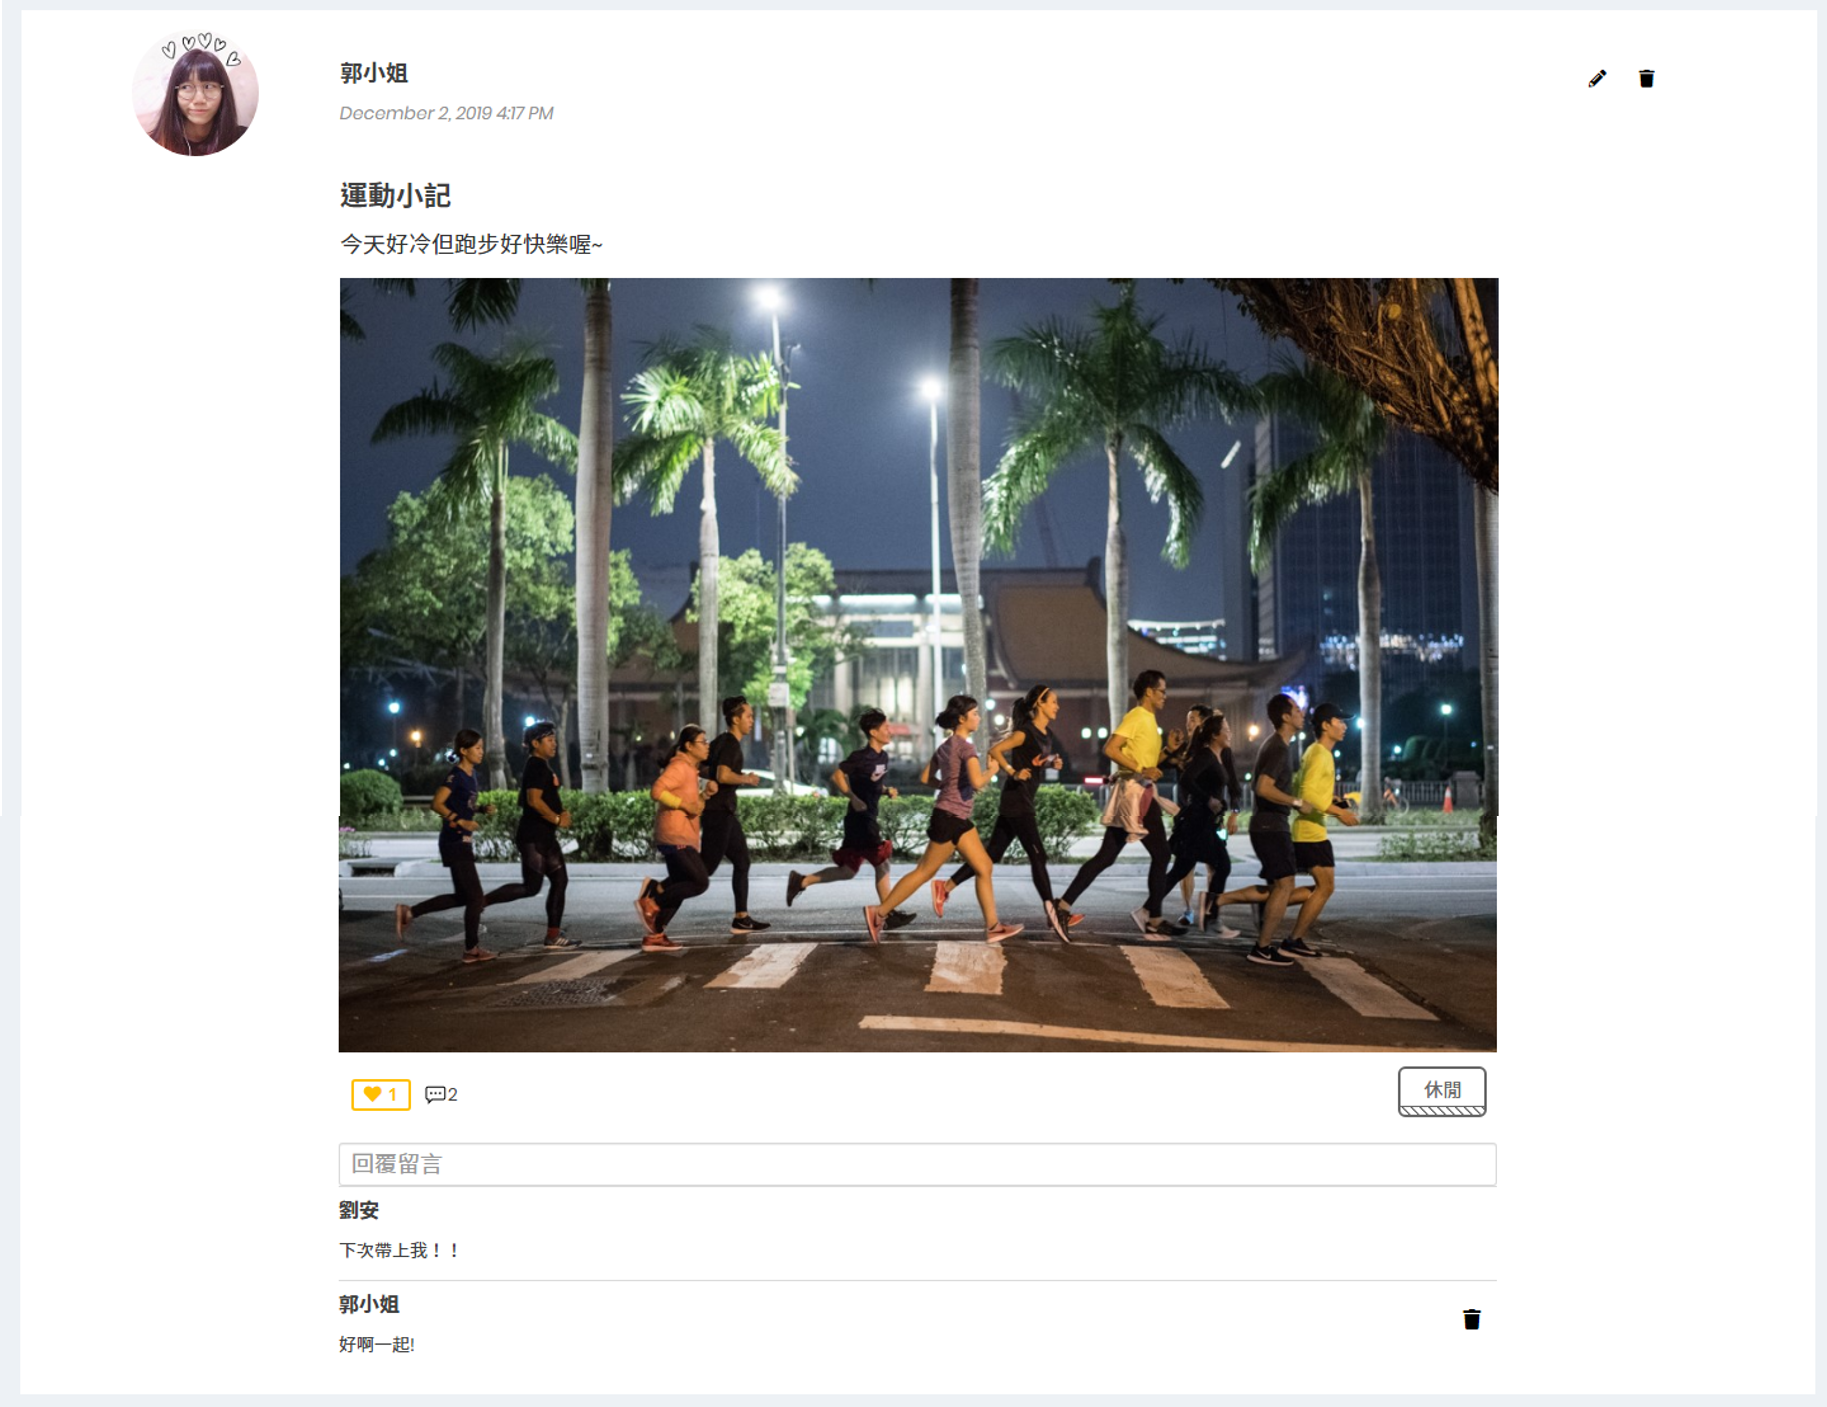 郭小姐
December 2, 2019 4:17 PM
運動小記
今天好冷但跑步好快樂喔~
1
2
休閒
回覆留言
劉安
下次帶上我！！
郭小姐
好啊一起!